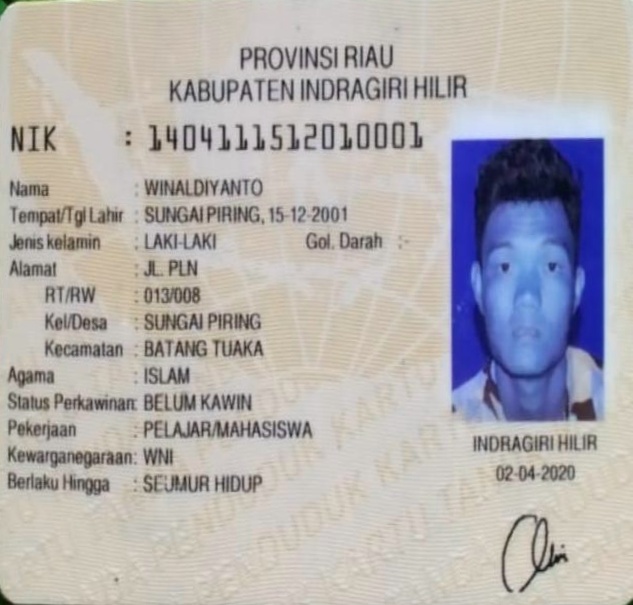 PROVINSI RIAU
KABUPATEN INDRAGIRI HILIR
NIK : 1404111512010001
Nama : WINALDIYANTO
Tempat/Tgl Lahir : SUNGAI PIRING, 15-12-2001
Jenis kelamin : LAKI-LAKI Gol. Darah :-
Alamat : JL. PLN
RT/RW : 013/008
Kel/Desa : SUNGAI PIRING
Kecamatan : BATANG TUAKA
Agama : ISLAM
Status Perkawinan: BELUM KAWIN
Pekerjaan : PELAJAR/MAHASISWA
Kewarganegaraan: WNI
Berlaku Hingga : SEUMUR HIDUP
INDRAGIRI HILIR
02-04-2020